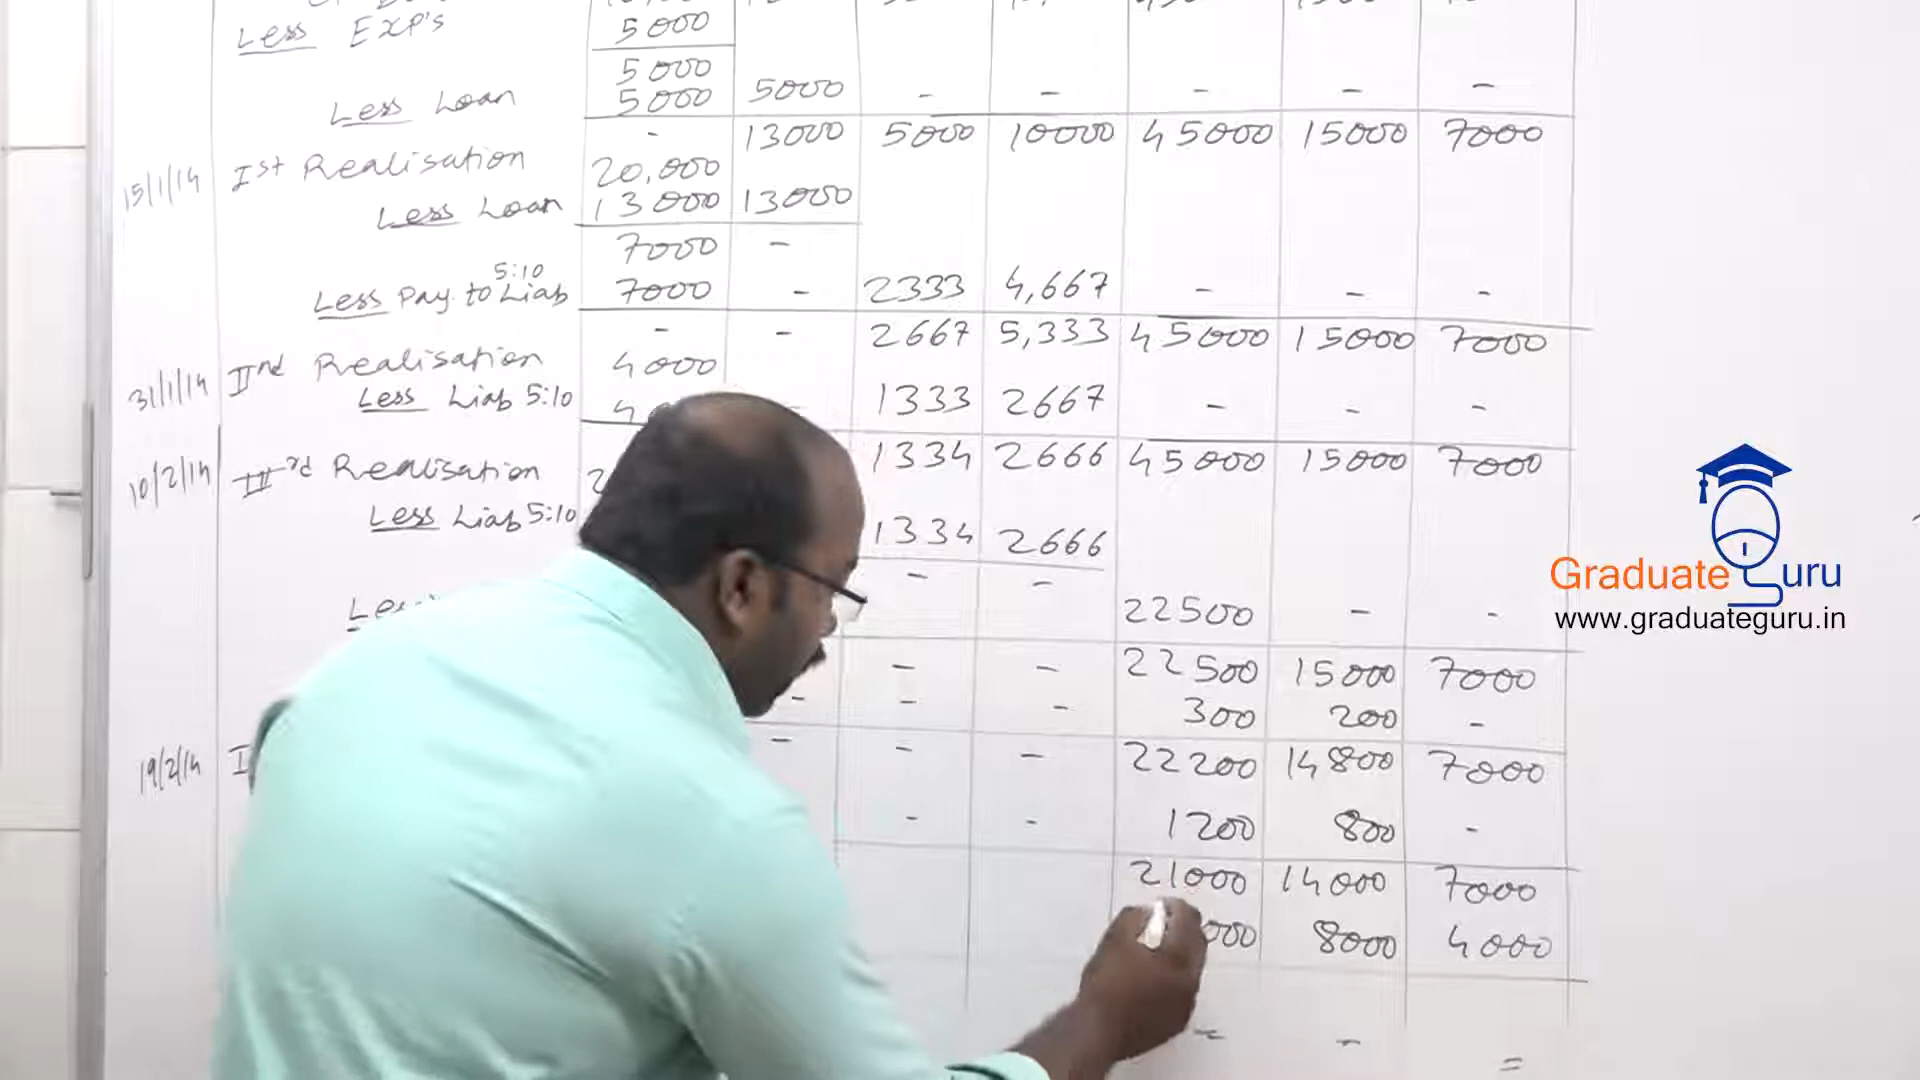 Less Exp's 5000
5000
Less Loan 5000 5000 - - - - -
- 13000 5000 10000 45000 15000 7000
15/1/14 Ist Realisation 20,000
Less Loan 13000 13000
7000 -
5:10
Less Pay. to Liab 7000 - 2333 4,667 - - -
- - 2667 5,333 45000 15000 7000
31/1/14 IInd Realisation 4000
Less Liab 5:10 1333 2667 - - -
1334 2666 45000 15000 7000
10/2/14 IIIrd Realisation
Less Liab 5:10 1334 2666
- -
22500 - -
- - 22500 15000 7000
- - - 300 200 -
- - - 22200 14800 7000
19/2/14
- - 1200 800 -
21000 14000 7000
8000 4000
- - =
Graduate Guru
www.graduateguru.in